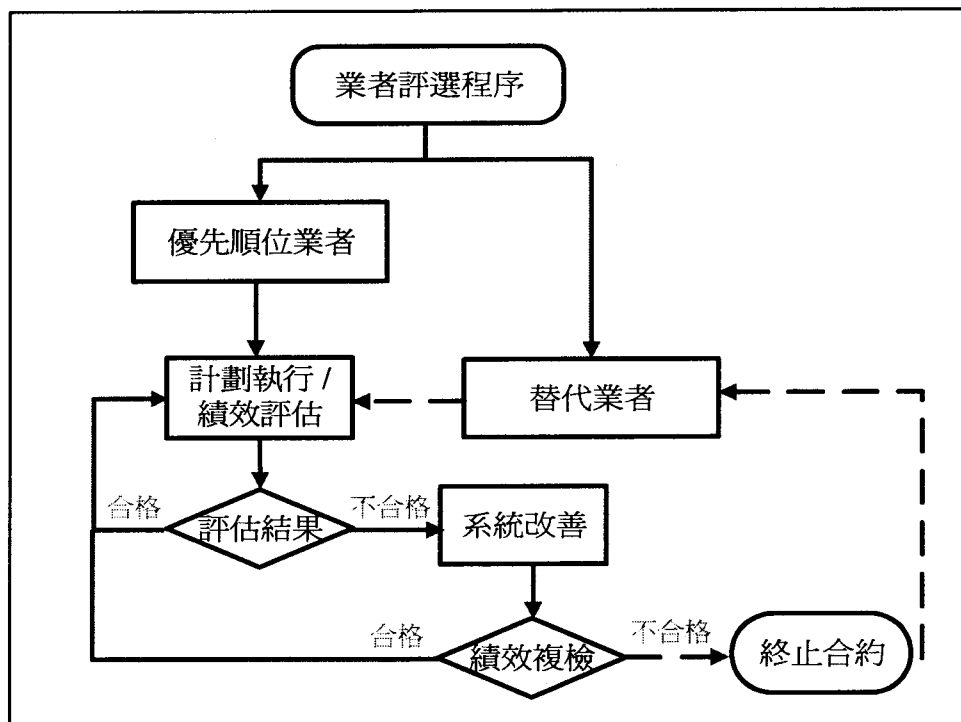 業者評選程序
優先順位業者
計劃執行 /
績效評估
替代業者
合格
評估結果
不合格
系統改善
合格
績效複檢
不合格
終止合約